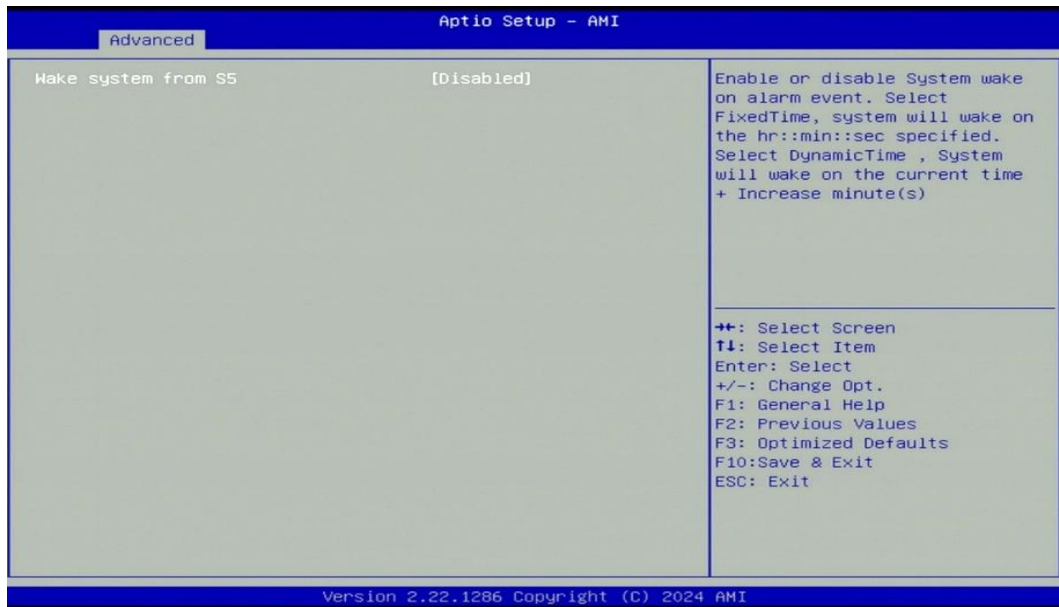 Aptio Setup - AMI
Advanced
Wake system from S5 [Disabled]
Enable or disable System wake
on alarm event. Select
FixedTime, system will wake on
the hr::min::sec specified.
Select DynamicTime , System
will wake on the current time
+ Increase minute(s)
→←: Select Screen
↑↓: Select Item
Enter: Select
+/-: Change Opt.
F1: General Help
F2: Previous Values
F3: Optimized Defaults
F10:Save & Exit
ESC: Exit
Version 2.22.1286 Copyright (C) 2024 AMI